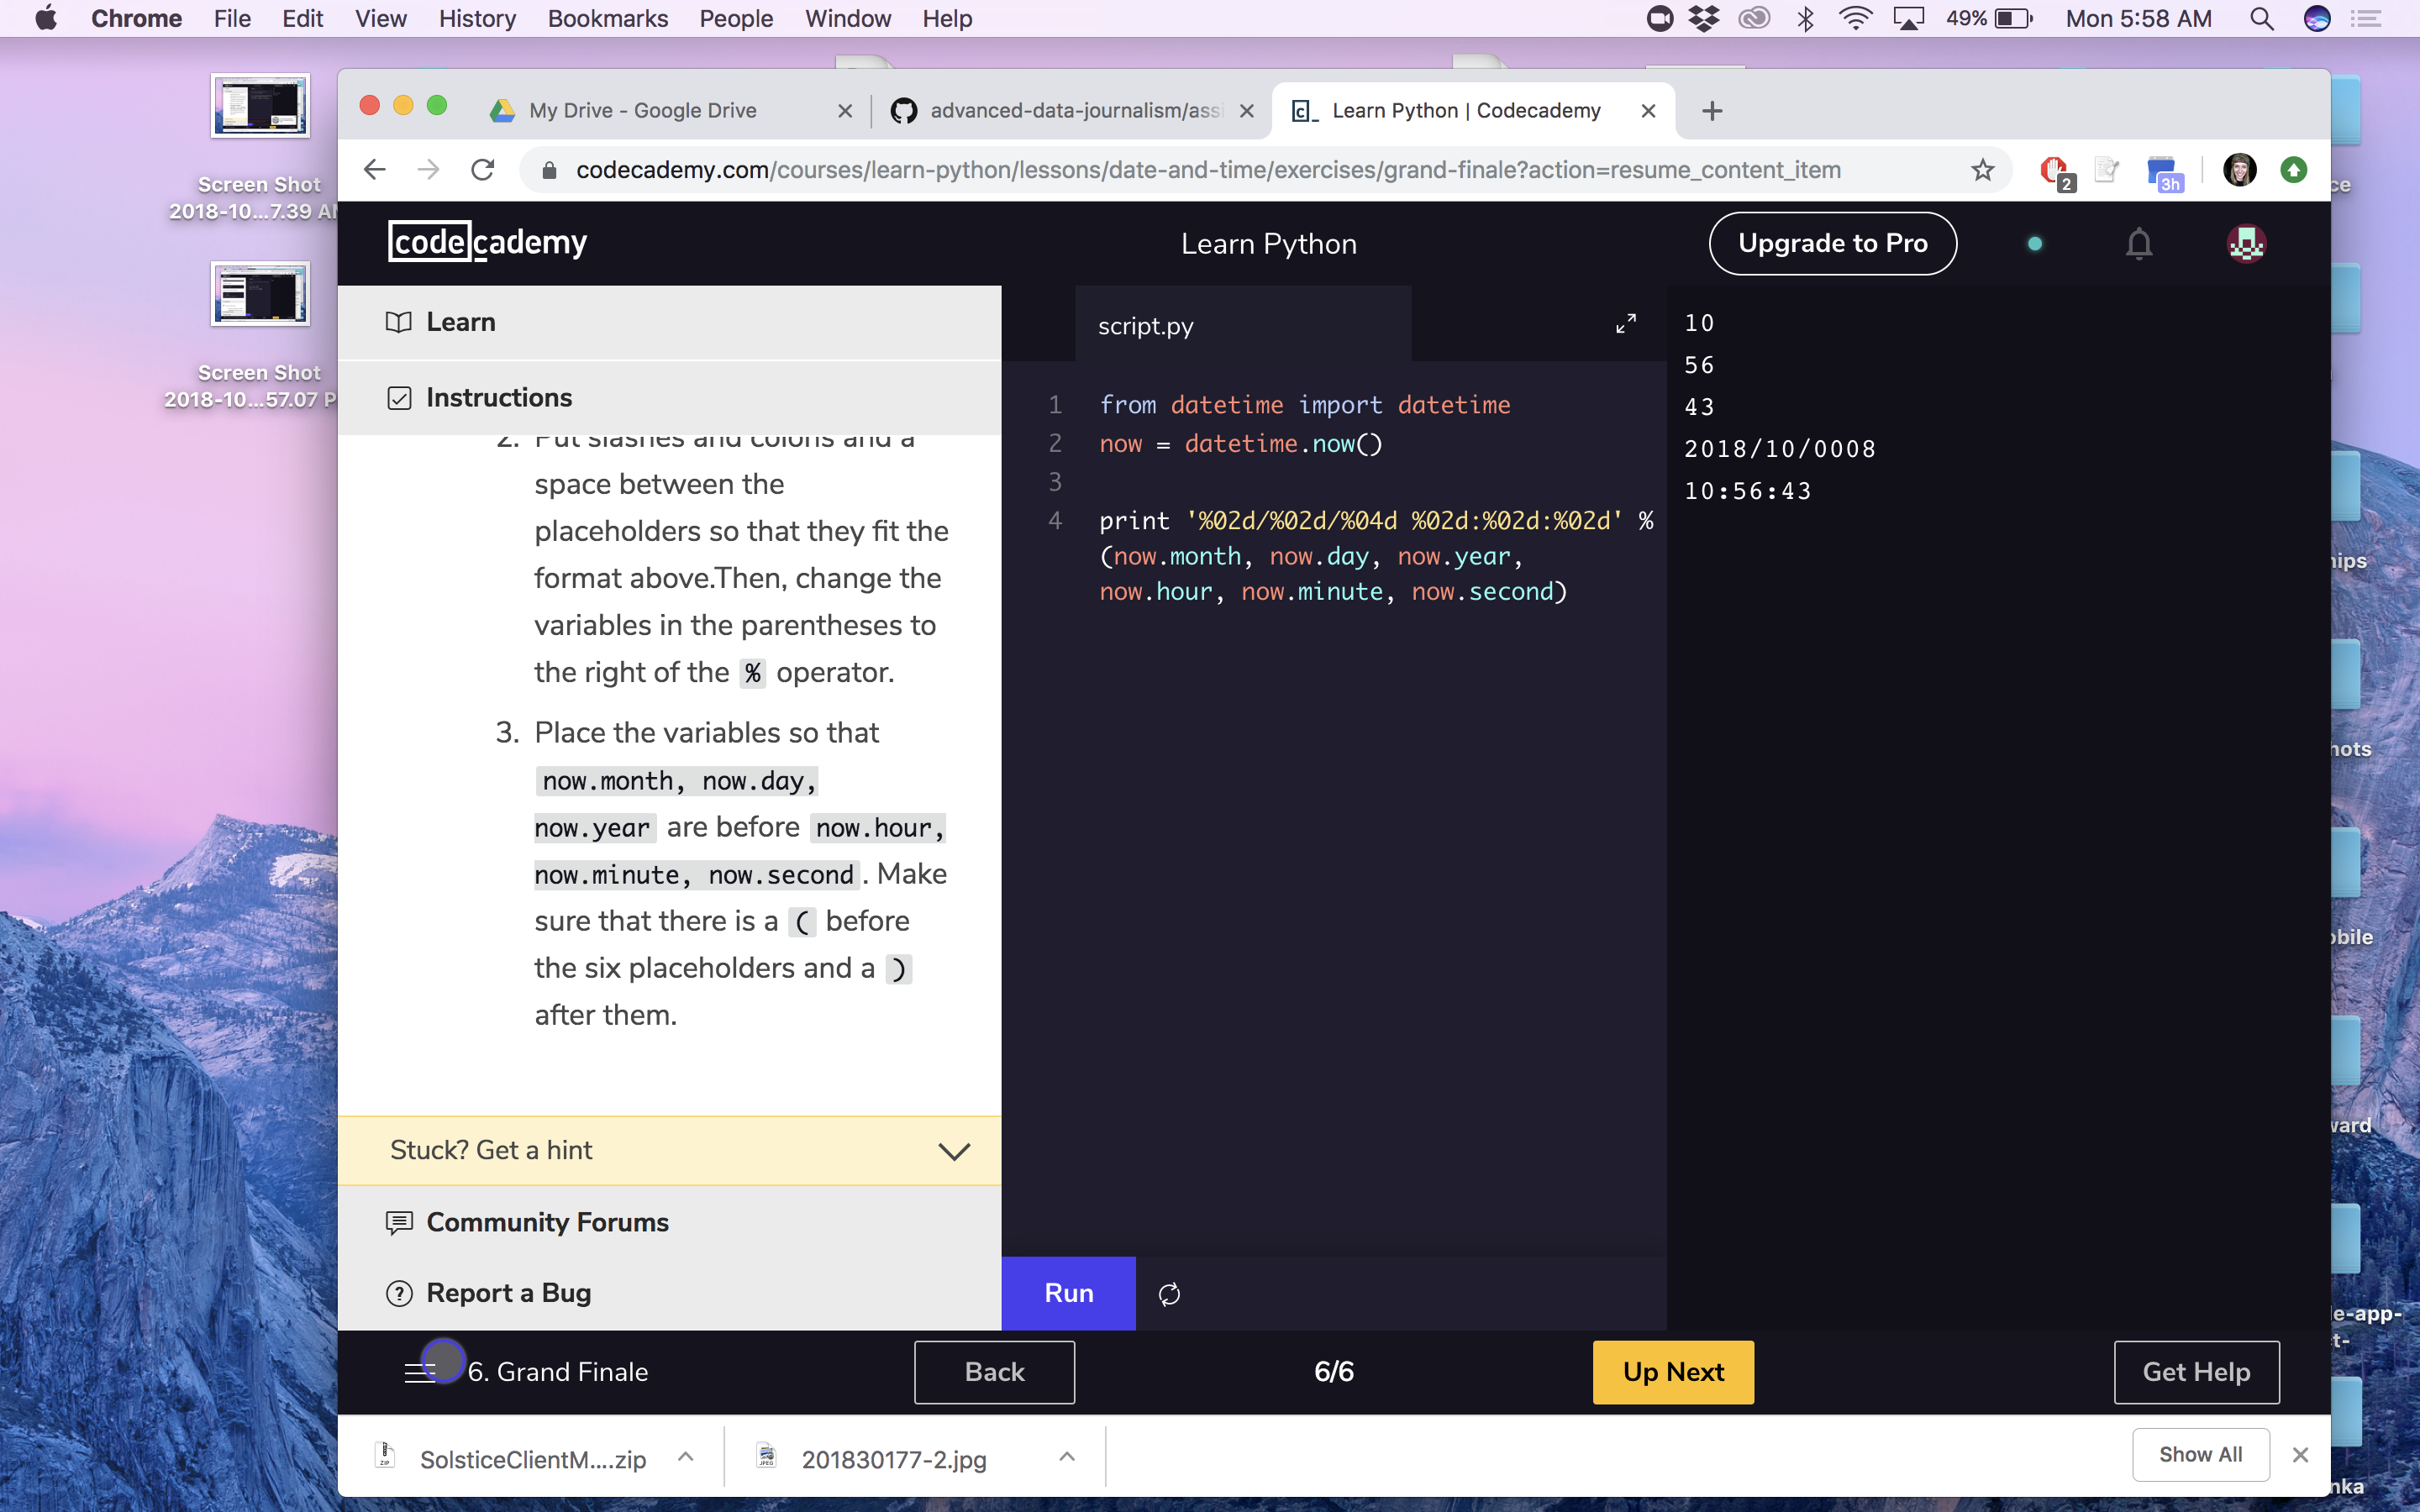 Chrome File Edit View History Bookmarks People Window Help 49% Mon 5:58 AM
Screen Shot
2018-10...7.39 AM
Screen Shot
2018-10...57.07 P
My Drive - Google Drive
advanced-data-journalism/assi
Learn Python | Codecademy
codecademy.com/courses/learn-python/lessons/date-and-time/exercises/grand-finale?action=resume_content_item
2
3h
codecademy
Learn Python
Upgrade to Pro
Learn
Instructions
2. Put slashes and colons and a
space between the
placeholders so that they fit the
format above.Then, change the
variables in the parentheses to
the right of the % operator.
3. Place the variables so that
now.month, now.day,
now.year are before now.hour,
now.minute, now.second. Make
sure that there is a ( before
the six placeholders and a )
after them.
Stuck? Get a hint
Community Forums
Report a Bug
script.py
1 from datetime import datetime
2 now = datetime.now()
3
4 print '%02d/%02d/%04d %02d:%02d:%02d' %
(now.month, now.day, now.year,
now.hour, now.minute, now.second)
Run
10
56
43
2018/10/0008
10:56:43
6. Grand Finale
Back
6/6
Up Next
Get Help
ZIP
SolsticeClientM....zip
JPEG
201830177-2.jpg
Show All
ce
hips
hots
obile
ward
le-app-
t-
nka